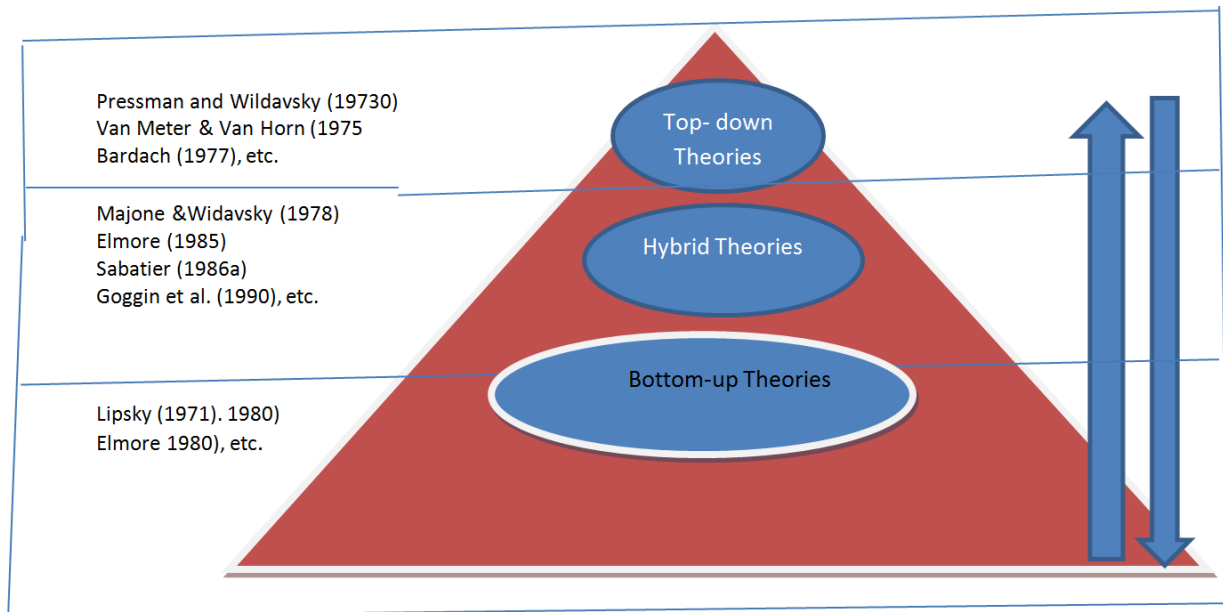 Pressman and Wildavsky (19730)
Van Meter & Van Horn (1975
Bardach (1977), etc.
Top- down
Theories
Majone &Widavsky (1978)
Elmore (1985)
Sabatier (1986a)
Goggin et al. (1990), etc.
Hybrid Theories
Bottom-up Theories
Lipsky (1971). 1980)
Elmore 1980), etc.